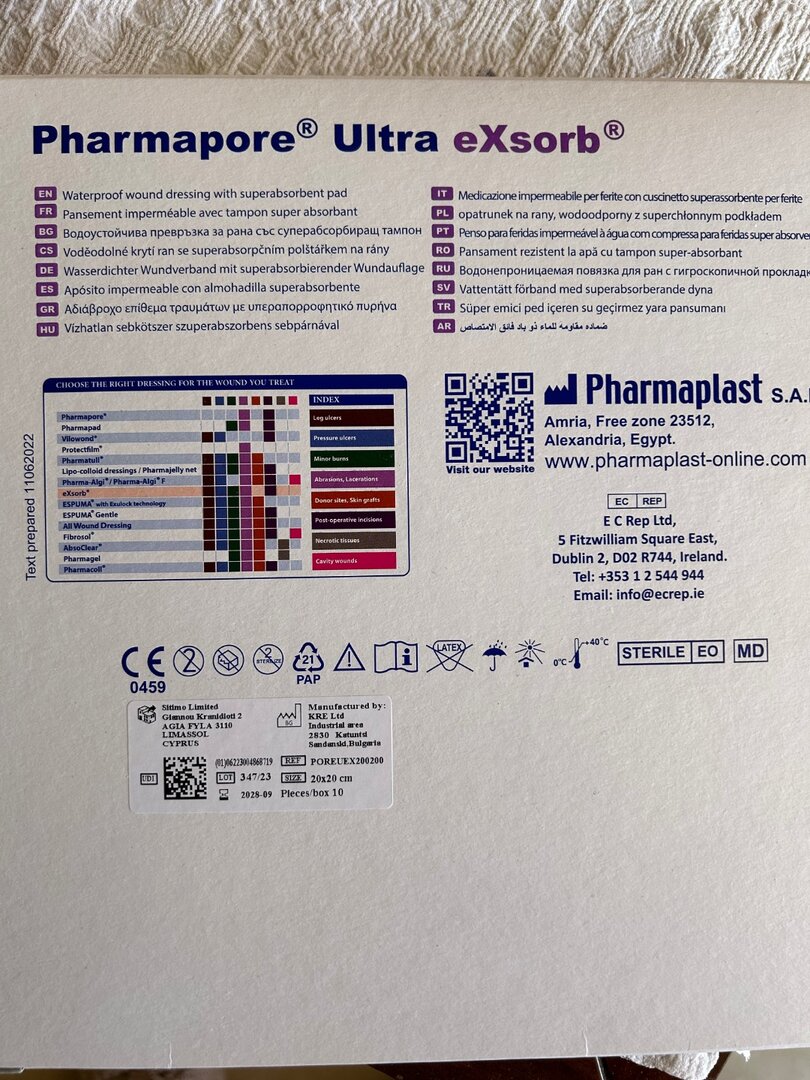 Pharmapore® Ultra eXsorb®
EN Waterproof wound dressing with superabsorbent pad
FR Pansement imperméable avec tampon super absorbant
BG Водоустойчива превръзка за рана със суперабсорбиращ тампон
CS Voděodolné krytí ran se superabsorpčním polštářkem na rány
DE Wasserdichter Wundverband mit superabsorbierender Wundauflage
ES Apósito impermeable con almohadilla superabsorbente
GR Αδιάβροχο επίθεμα τραυμάτων με υπεραπορροφητικό πυρήνα
HU Vízhatlan sebkötszer szuperabszorbens sebpárnával
IT Medicazione impermeabile per ferite con cuscinetto superassorbente per ferite
PL opatrunek na rany, wodoodporny z superchłonnym podkładem
PT Penso para feridas impermeável à água com compressa para feridas super absorve
RO Pansament rezistent la apă cu tampon super-absorbant
RU Водонепроницаемая повязка для ран с гигроскопичной прокладк
SV Vattentätt förband med superabsorberande dyna
TR Süper emici ped içeren su geçirmez yara pansumanı
AR ضماده مقاومه للماء ذو باد فائق الامتصاص
Text prepared 11062022
CHOOSE THE RIGHT DRESSING FOR THE WOUND YOU TREAT
Pharmapore®
Pharmapad
Vilowond®
Protectfilm®
Pharmatull®
Lipo-colloid dressings / Pharmajelly net
Pharma-Algi® / Pharma-Algi® F
eXsorb®
ESPUMA® with Exulock technology
ESPUMA® Gentle
All Wound Dressing
Fibrosol®
AbsoClear®
Pharmagel
Pharmacoll®
INDEX
Leg ulcers
Pressure ulcers
Minor burns
Abrasions, Lacerations
Donor sites, Skin grafts
Post-operative incisions
Necrotic tissues
Cavity wounds
Visit our website
Pharmaplast S.A.
Amria, Free zone 23512,
Alexandria, Egypt.
www.pharmaplast-online.com
EC REP
E C Rep Ltd,
5 Fitzwilliam Square East,
Dublin 2, D02 R744, Ireland.
Tel: +353 1 2 544 944
Email: info@ecrep.ie
CE
0459
2
2
STERILIZE
21
PAP
i
LATEX
0°C
+40°C
STERILE EO
MD
Sitimo Limited
Giannou Kranidioti 2
AGIA FYLA 3110
LIMASSOL
CYPRUS
BG
Manufactured by:
KRE Ltd
Industrial area
2830 Katuntsi
Sandanski,Bulgaria
UDI
(01)06223004868719
LOT 347/23
2028-09
REF POREUEX200200
SIZE 20x20 cm
Pieces/box 10